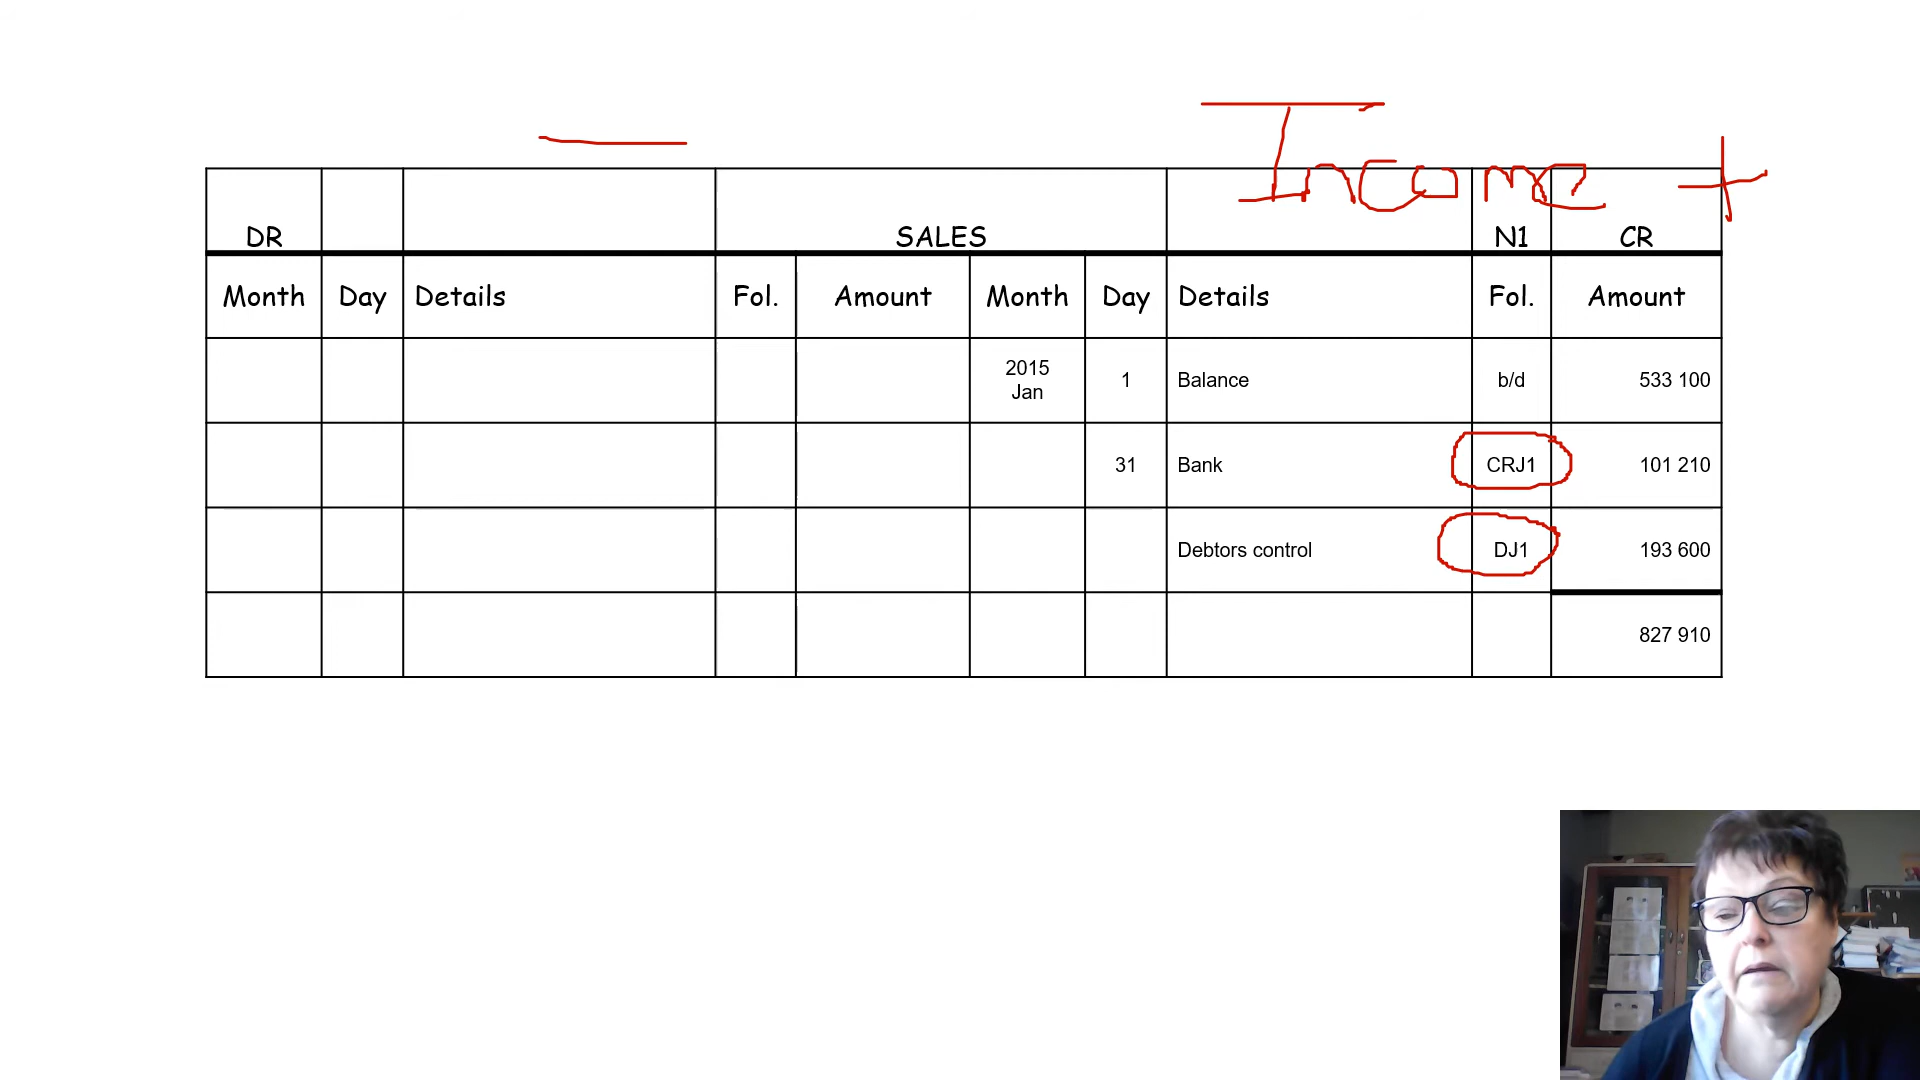 Income +
DR SALES N1 CR
Month Day Details Fol. Amount Month Day Details Fol. Amount
2015 Jan 1 Balance b/d 533 100
31 Bank CRJ1 101 210
Debtors control DJ1 193 600
827 910